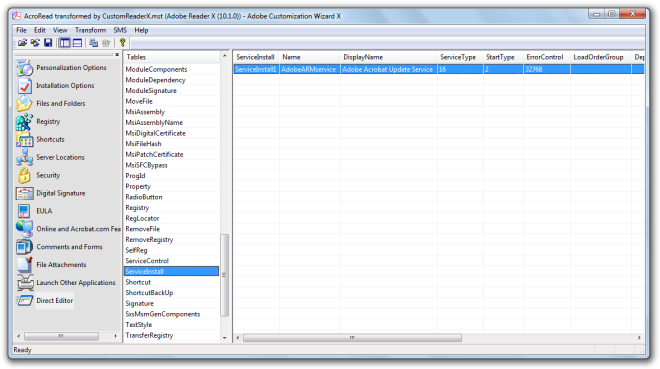 AcroRead transformed by CustomReaderX.mst (Adobe Reader X (10.1.0)) - Adobe Customization Wizard X
File Edit View Transform SMS Help
Personalization Options
Installation Options
Files and Folders
Registry
Shortcuts
Server Locations
Security
Digital Signature
EULA
Online and Acrobat.com Fea
Comments and Forms
File Attachments
Launch Other Applications
Direct Editor
Tables
ModuleComponents
ModuleDependency
ModuleSignature
MoveFile
MsiAssembly
MsiAssemblyName
MsiDigitalCertificate
MsiFileHash
MsiPatchCertificate
MsiSFCBypass
ProgId
Property
RadioButton
Registry
RegLocator
RemoveFile
RemoveRegistry
SelfReg
ServiceControl
ServiceInstall
Shortcut
ShortcutBackUp
Signature
SxsMsmGenComponents
TextStyle
TransferRegistry
ServiceInstall Name DisplayName ServiceType StartType ErrorControl LoadOrderGroup Dep
ServiceInstall1 AdobeARMservice Adobe Acrobat Update Service 16 2 32768
Ready